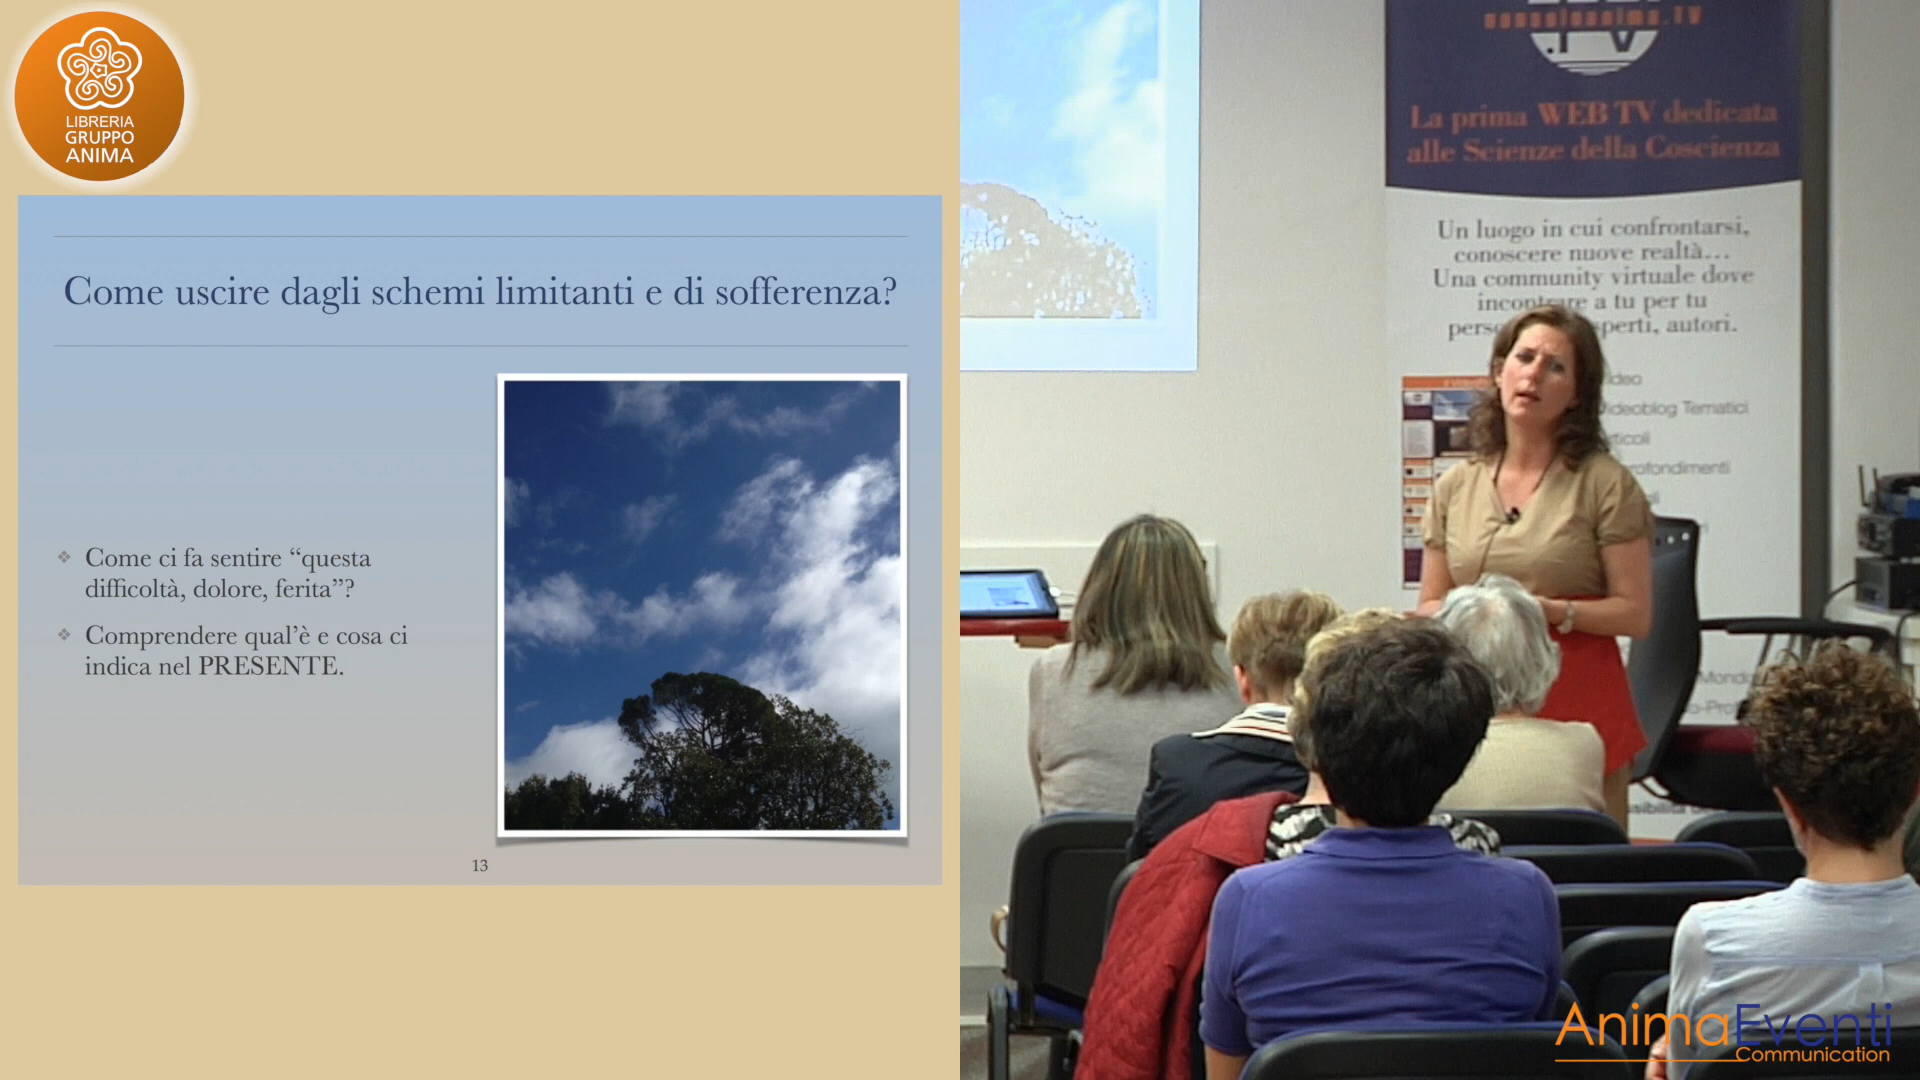 LIBRERIA
GRUPPO
ANIMA
Come uscire dagli schemi limitanti e di sofferenza?
Come ci fa sentire “questa
difficoltà, dolore, ferita”?
Comprendere qual’è e cosa ci
indica nel PRESENTE.
13
.TV
La prima WEB TV dedicata
alle Scienze della Coscienza
Un luogo in cui confrontarsi,
conoscere nuove realtà...
Una community virtuale dove
incontrare a tu per tu
autori.
Tematici
AnimaEventi
Communication